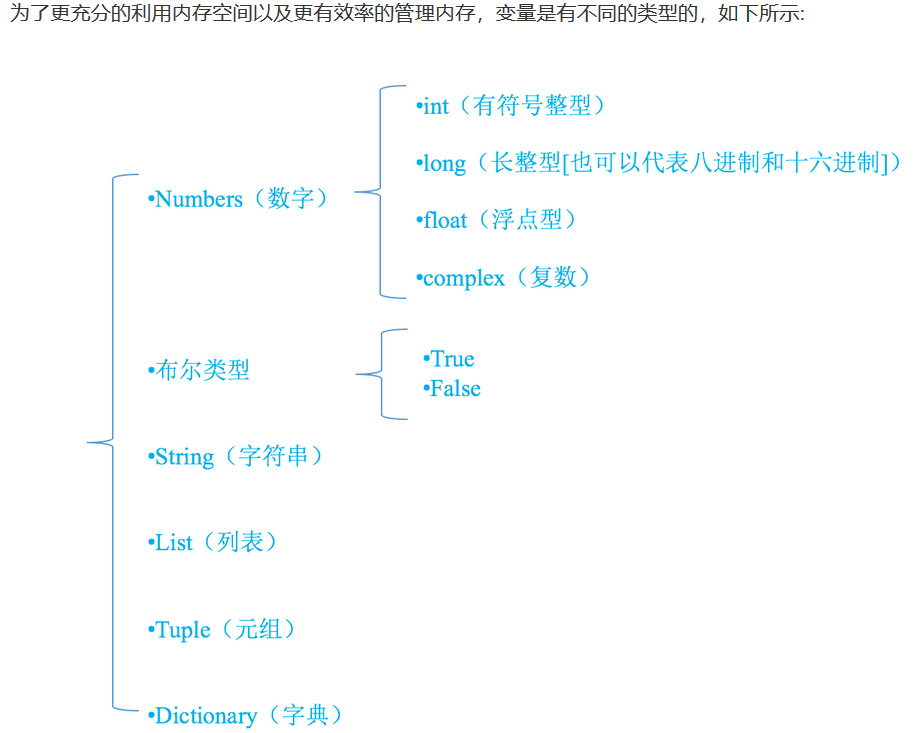 为了更充分的利用内存空间以及更有效率的管理内存，变量是有不同的类型的，如下所示:
•Numbers（数字）
•int（有符号整型）
•long（长整型[也可以代表八进制和十六进制]）
•float（浮点型）
•complex（复数）
•布尔类型
•True
•False
•String（字符串）
•List（列表）
•Tuple（元组）
•Dictionary（字典）